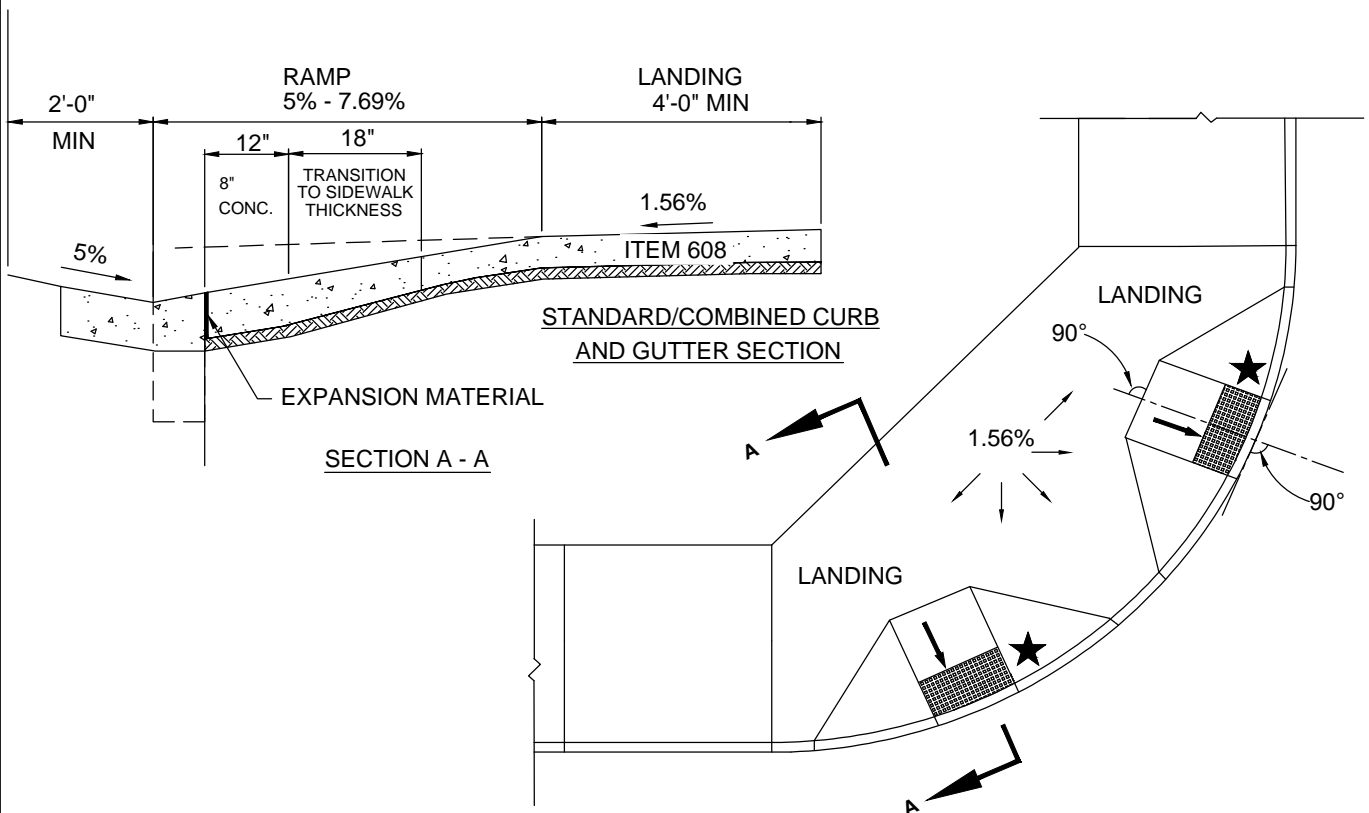 RAMP
5% - 7.69%
LANDING
4'-0" MIN
2'-0"
MIN
12"
18"
8"
CONC.
TRANSITION
TO SIDEWALK
THICKNESS
1.56%
5%
ITEM 608
STANDARD/COMBINED CURB
AND GUTTER SECTION
EXPANSION MATERIAL
SECTION A - A
LANDING
90°
1.56%
A
90°
LANDING
A